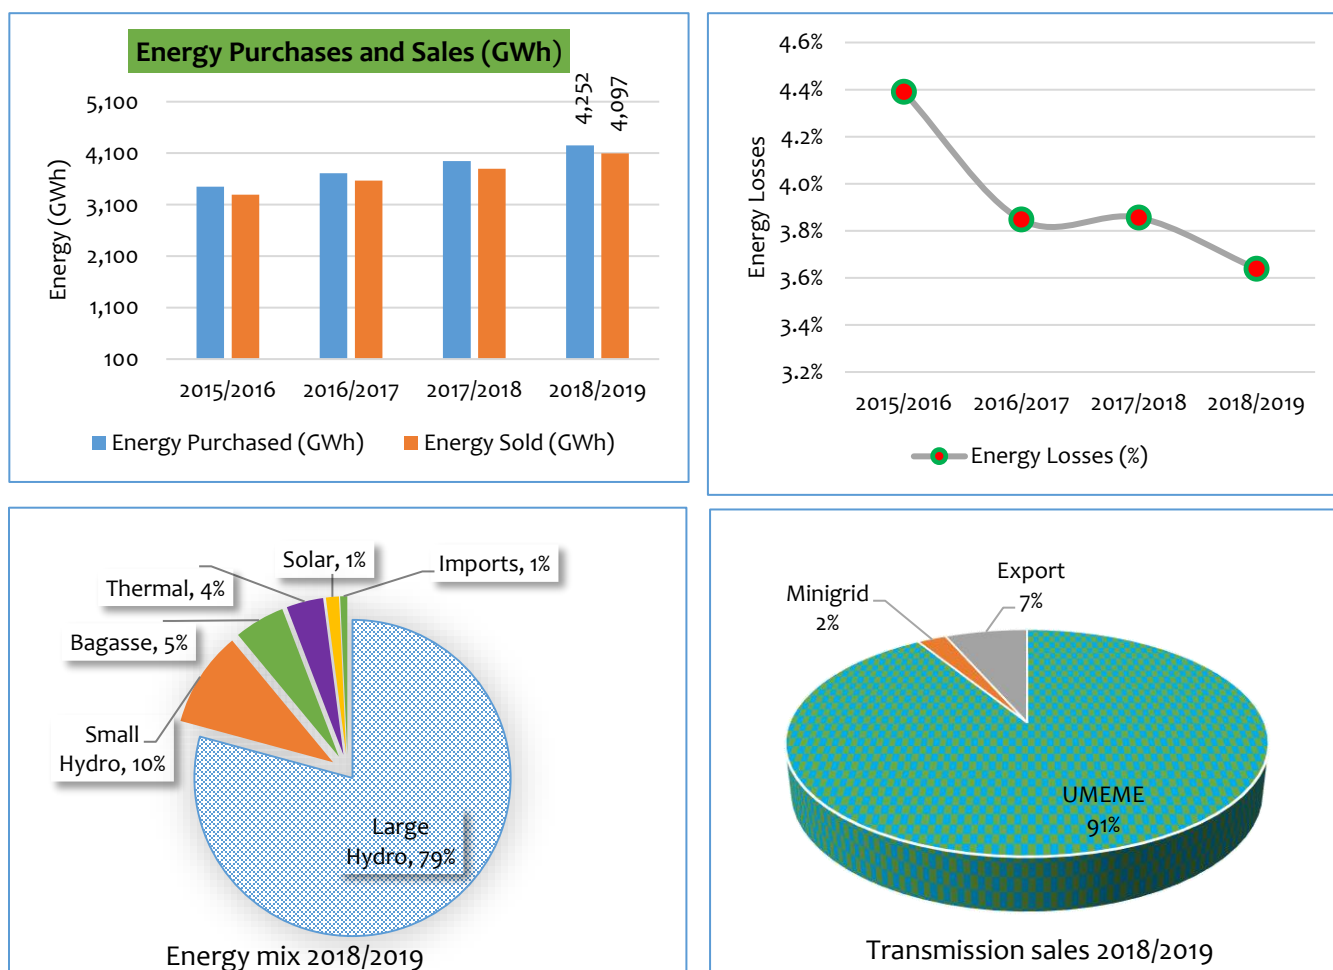 Energy Purchases and Sales (GWh)
Energy (GWh)
5,100
4,100
3,100
2,100
1,100
100
4,252
4,097
2015/2016
2016/2017
2017/2018
2018/2019
Energy Purchased (GWh)
Energy Sold (GWh)
Energy Losses
4.6%
4.4%
4.2%
4.0%
3.8%
3.6%
3.4%
3.2%
2015/2016
2016/2017
2017/2018
2018/2019
Energy Losses (%)
Solar, 1%
Imports, 1%
Thermal, 4%
Bagasse, 5%
Small
Hydro, 10%
Large
Hydro, 79%
Energy mix 2018/2019
Export
7%
Minigrid
2%
UMEME
91%
Transmission sales 2018/2019